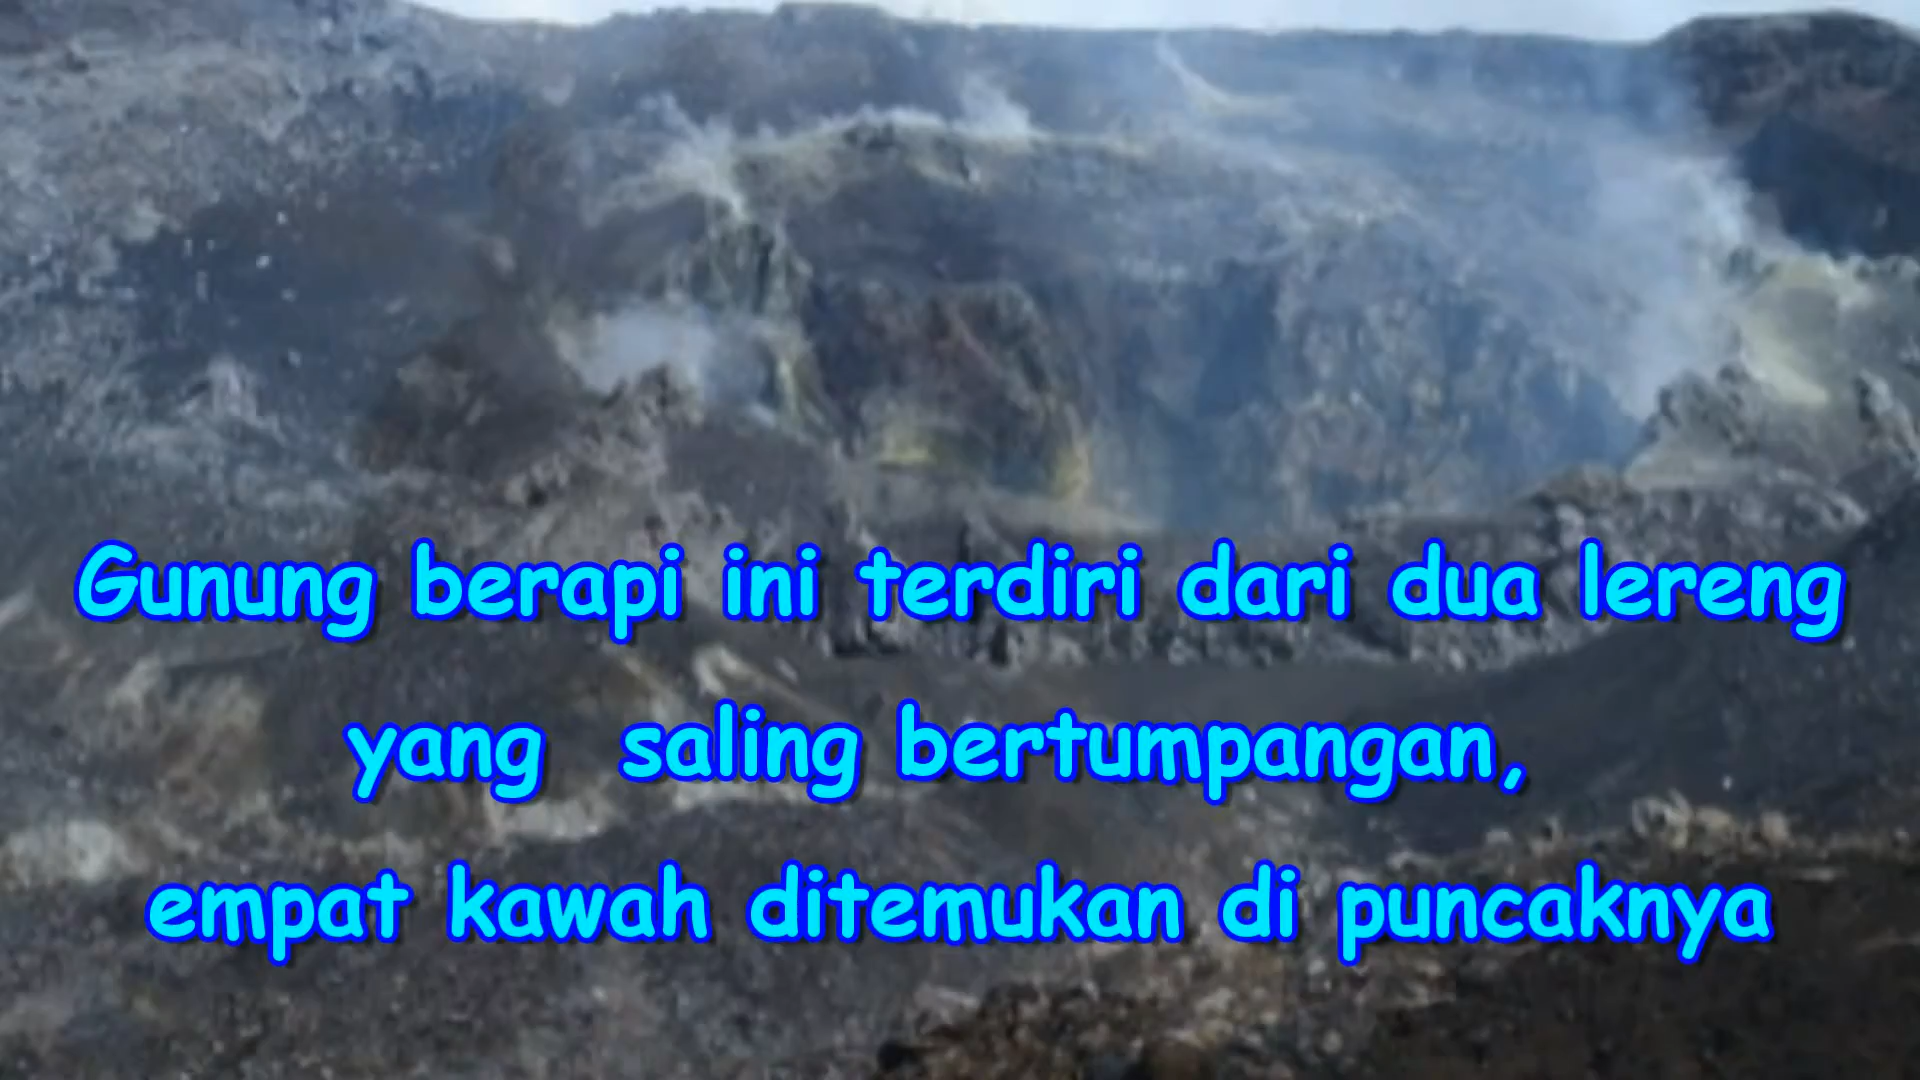 Gunung berapi ini terdiri dari dua lereng
yang  saling bertumpangan,
empat kawah ditemukan di puncaknya